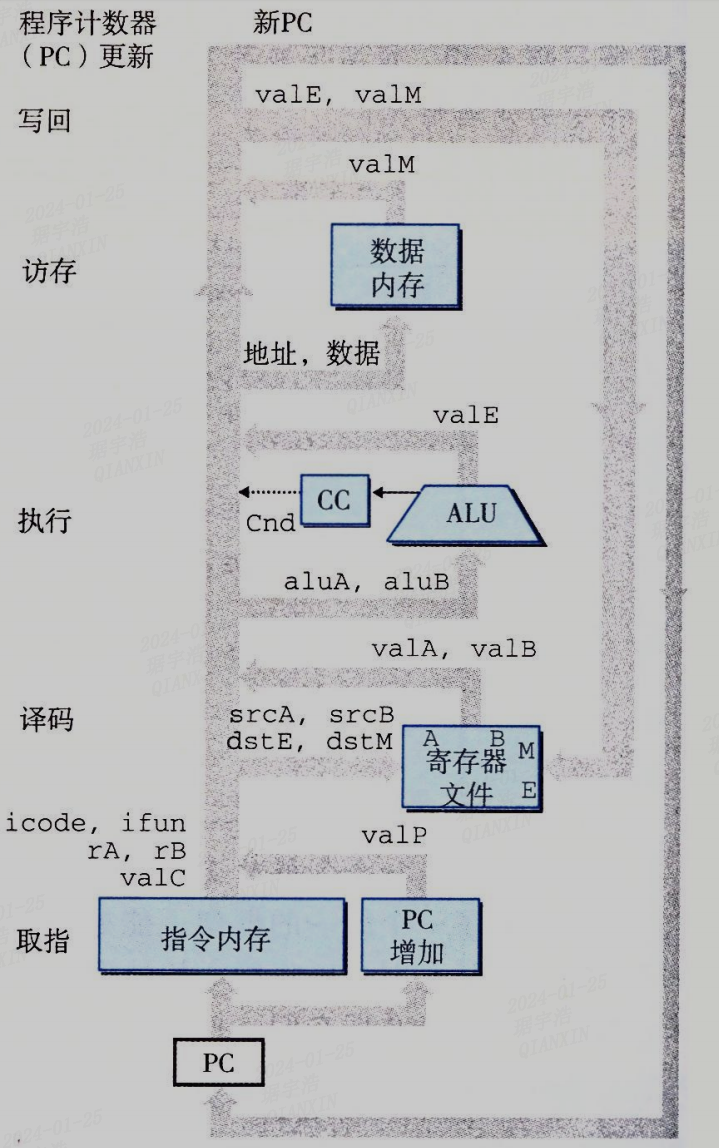 程序计数器
（PC）更新
新PC
写回
valE, valM
valM
访存
数据
内存
地址，数据
valE
执行
CC
ALU
Cnd
aluA, aluB
valA, valB
译码
srcA, srcB
dstE, dstM
A B M
寄存器
文件 E
icode, ifun
rA, rB
valC
valP
取指
指令内存
PC
增加
PC
2024-01-25
QIANXIN